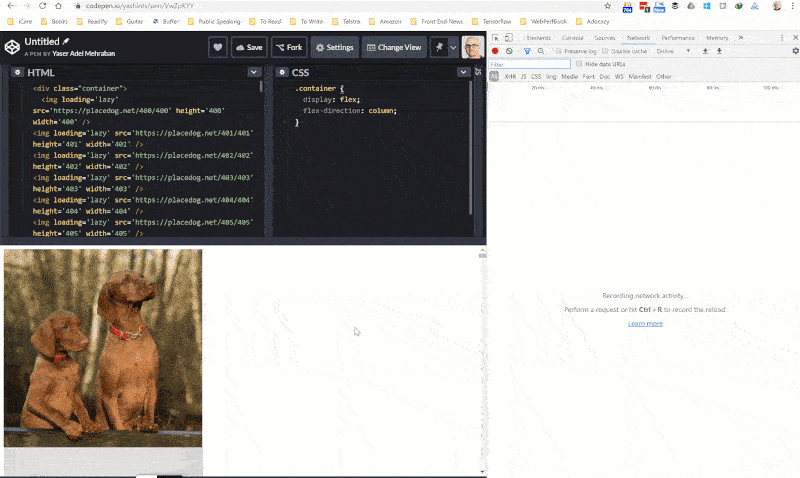 codepen.io/yashints/pen/YwZpKYY
iCare Books Readify Guitar Buffer Public Speaking To Read To Write Telstra Amazon Front End News Tensorflow WebPerfBook Adocacy
Untitled
A PEN BY Yaser Adel Mehraban
Save Fork Settings Change View
HTML
<div class="container">
<img loading='lazy'
src='https://placedog.net/400/400' height='400'
width='400' />
<img loading='lazy' src='https://placedog.net/401/401'
height='401' width='401' />
<img loading='lazy' src='https://placedog.net/402/402'
height='402' width='402' />
<img loading='lazy' src='https://placedog.net/403/403'
height='403' width='403' />
<img loading='lazy' src='https://placedog.net/404/404'
height='404' width='404' />
<img loading='lazy' src='https://placedog.net/405/405'
height='405' width='405' />
CSS
.container {
display: flex;
flex-direction: column;
}
Elements Console Sources Network Performance Memory
Preserve log Disable cache Online
Filter Hide data URLs
All XHR JS CSS Img Media Font Doc WS Manifest Other
20 ms 40 ms 60 ms 80 ms 100 ms
Recording network activity...
Perform a request or hit Ctrl + R to record the reload.
Learn more